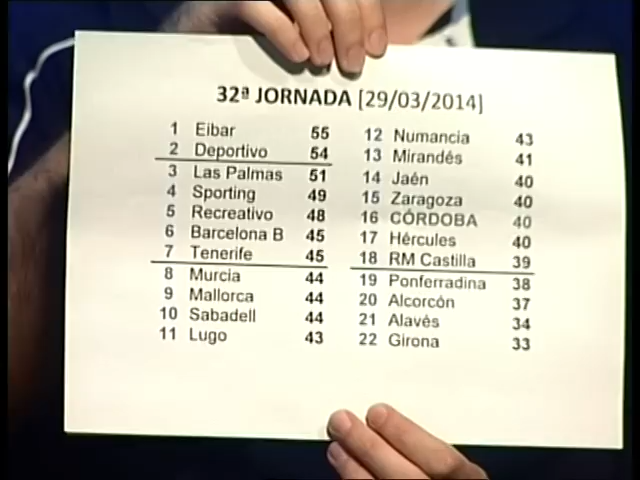 32ª JORNADA [29/03/2014]
1 Eibar 55
2 Deportivo 54
3 Las Palmas 51
4 Sporting 49
5 Recreativo 48
6 Barcelona B 45
7 Tenerife 45
8 Murcia 44
9 Mallorca 44
10 Sabadell 44
11 Lugo 43
12 Numancia 43
13 Mirandés 41
14 Jaén 40
15 Zaragoza 40
16 CÓRDOBA 40
17 Hércules 40
18 RM Castilla 39
19 Ponferradina 38
20 Alcorcón 37
21 Alavés 34
22 Girona 33